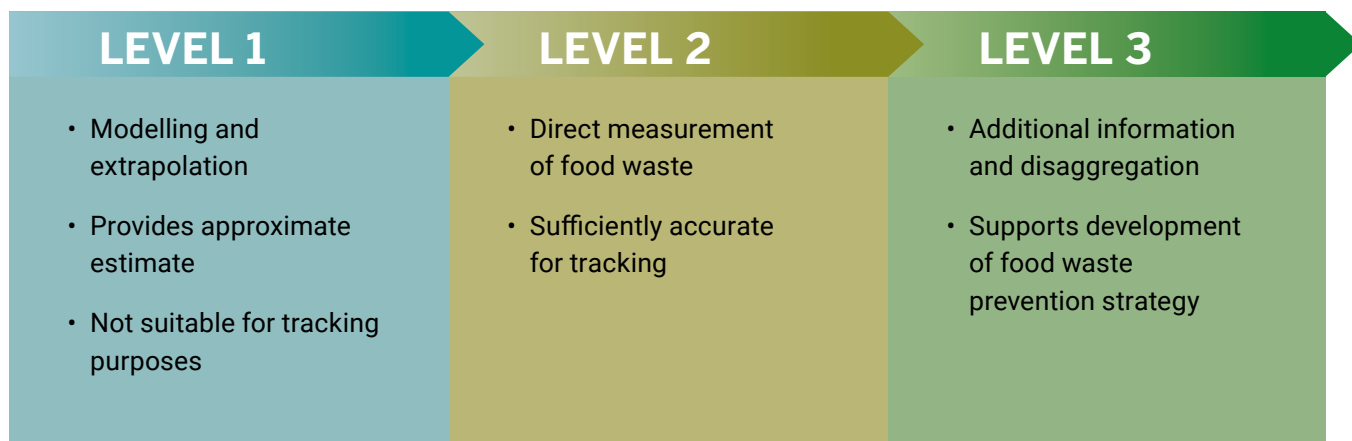 LEVEL 1
• Modelling and
extrapolation
• Provides approximate
estimate
• Not suitable for tracking
purposes
LEVEL 2
• Direct measurement
of food waste
• Sufficiently accurate
for tracking
LEVEL 3
• Additional information
and disaggregation
• Supports development
of food waste
prevention strategy